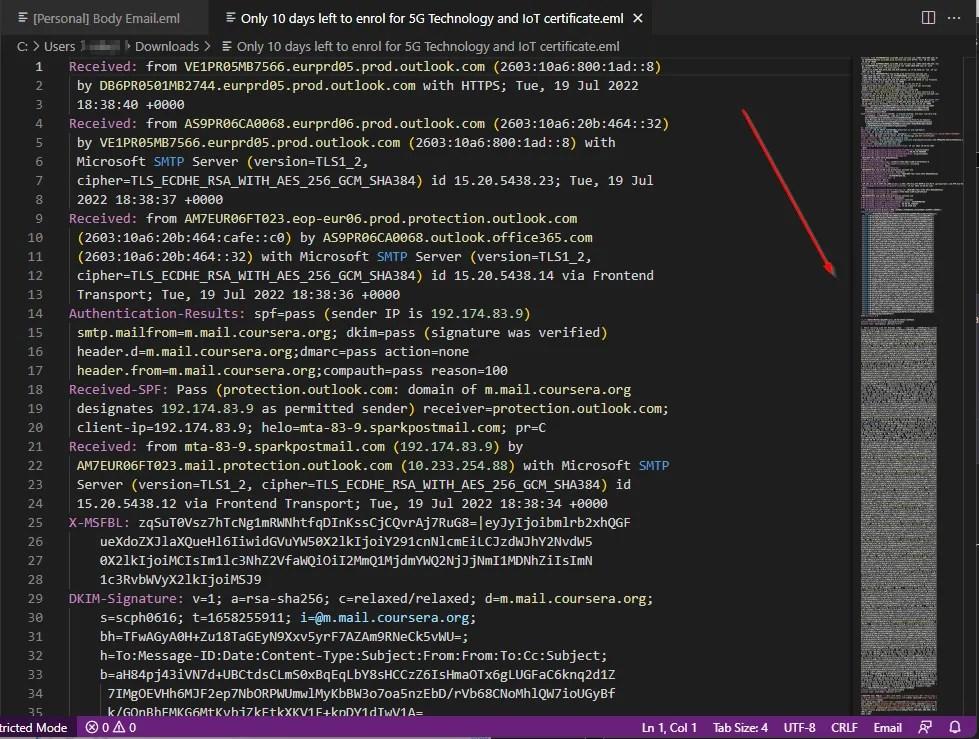 [Personal] Body Email.eml
Only 10 days left to enrol for 5G Technology and IoT certificate.eml
C: > Users > Downloads > Only 10 days left to enrol for 5G Technology and IoT certificate.eml
1 Received: from VE1PR05MB7566.eurprd05.prod.outlook.com (2603:10a6:800:1ad::8)
2 by DB6PR0501MB2744.eurprd05.prod.outlook.com with HTTPS; Tue, 19 Jul 2022
3 18:38:40 +0000
4 Received: from AS9PR06CA0068.eurprd06.prod.outlook.com (2603:10a6:20b:464::32)
5 by VE1PR05MB7566.eurprd05.prod.outlook.com (2603:10a6:800:1ad::8) with
6 Microsoft SMTP Server (version=TLS1_2,
7 cipher=TLS_ECDHE_RSA_WITH_AES_256_GCM_SHA384) id 15.20.5438.23; Tue, 19 Jul
8 2022 18:38:37 +0000
9 Received: from AM7EUR06FT023.eop-eur06.prod.protection.outlook.com
10 (2603:10a6:20b:464:cafe::c0) by AS9PR06CA0068.outlook.office365.com
11 (2603:10a6:20b:464::32) with Microsoft SMTP Server (version=TLS1_2,
12 cipher=TLS_ECDHE_RSA_WITH_AES_256_GCM_SHA384) id 15.20.5438.14 via Frontend
13 Transport; Tue, 19 Jul 2022 18:38:36 +0000
14 Authentication-Results: spf=pass (sender IP is 192.174.83.9)
15 smtp.mailfrom=m.mail.coursera.org; dkim=pass (signature was verified)
16 header.d=m.mail.coursera.org;dmarc=pass action=none
17 header.from=m.mail.coursera.org;compauth=pass reason=100
18 Received-SPF: Pass (protection.outlook.com: domain of m.mail.coursera.org
19 designates 192.174.83.9 as permitted sender) receiver=protection.outlook.com;
20 client-ip=192.174.83.9; helo=mta-83-9.sparkpostmail.com; pr=C
21 Received: from mta-83-9.sparkpostmail.com (192.174.83.9) by
22 AM7EUR06FT023.mail.protection.outlook.com (10.233.254.88) with Microsoft SMTP
23 Server (version=TLS1_2, cipher=TLS_ECDHE_RSA_WITH_AES_256_GCM_SHA384) id
24 15.20.5438.12 via Frontend Transport; Tue, 19 Jul 2022 18:38:34 +0000
25 X-MSFBL: zqSuT0Vsz7hTcNg1mRWNhtfqDInKssCjCQvrAj7RuG8=|eyJyIjoibmlrb2xhQGF
26 ueXdoZXJlaXQueHl6IiwidGVuYW50X2lkIjoiY291cnNlcmEiLCJzdWJhY2NvdW5
27 0X2lkIjoiMCIsIm1lc3NhZ2VfaWQiOiI2MmQ1MjdmYWQ2NjJjNmI1MDNhZiIsImN
28 1c3RvbWVyX2lkIjoiMSJ9
29 DKIM-Signature: v=1; a=rsa-sha256; c=relaxed/relaxed; d=m.mail.coursera.org;
30 s=scph0616; t=1658255911; i=@m.mail.coursera.org;
31 bh=TFwAGyA0H+Zu18TaGEyN9Xxv5yrF7AZAm9RNeCk5vWU=;
32 h=To:Message-ID:Date:Content-Type:Subject:From:From:To:Cc:Subject;
33 b=aH84pj43iVN7d+UBCtdsCLmS0xBqEqLbY8sHCCzZ6IsHmaOTx6gLUGFaC6knq2d1Z
34 7IMgOEVHh6MJF2ep7NbORPWUmwlMyKbBW3o7oa5nzEbD/rVb68CNoMhlQW7ioUGyBf
35
tricted Mode
0 0
Ln 1, Col 1
Tab Size: 4
UTF-8
CRLF
Email